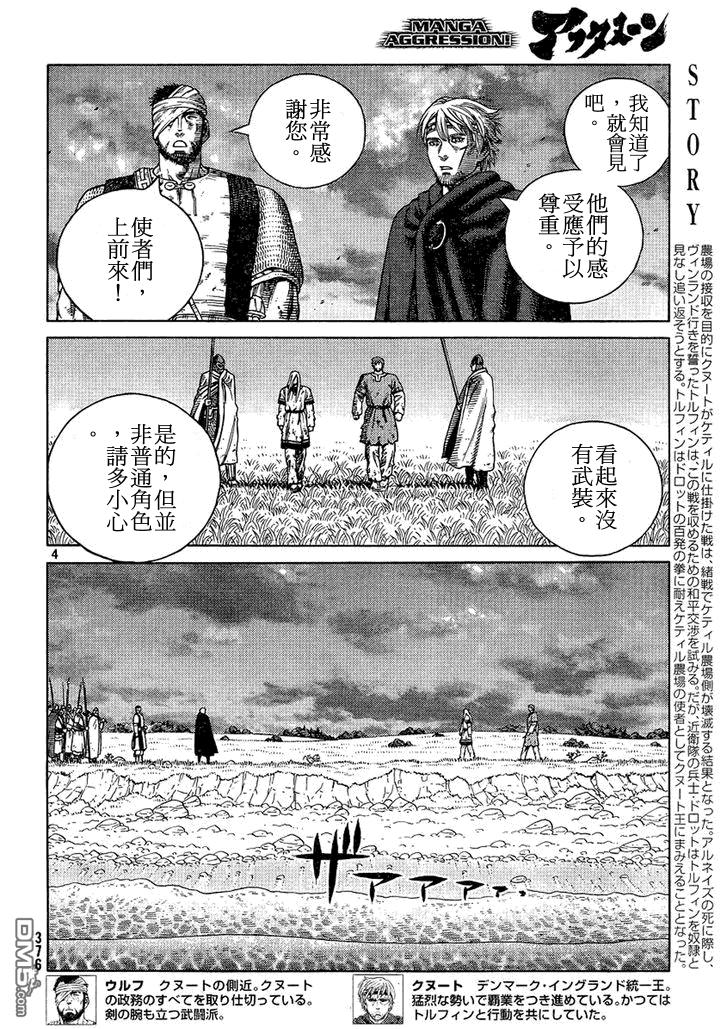 MANGA
AGGRESSION!
アフタヌーン
STORY
農場の接収を目的にクヌートがケティルに仕掛けた戦は、緒戦でケティル農場側が壊滅する結果となった。アルネイズの死に際し、
ヴィンランド行きを誓ったトルフィンは、この戦を収めるための和平交渉を試みる。だが、近衛隊の兵士・ドロットはトルフィンを奴隷と
見なし追い返そうとする。トルフィンはドロットの百発の拳に耐えケティル農場の使者としてクヌート王にまみえることとなった。
我知道了
，就會見
吧。
他們的感
受應予以
尊重。
非常感
謝您。
使者們，
上前來！
看起來沒
有武裝。
是的，但並
非普通角色
，請多小心
。
4
ザァアァァ…、
376
DM5.com
ウルフ　クヌートの側近。クヌート
の政務のすべてを取り仕切っている。
剣の腕も立つ武闘派。
クヌート　デンマーク・イングランド統一王。
猛烈な勢いで覇業をつき進めている。かつては
トルフィンと行動を共にしていた。